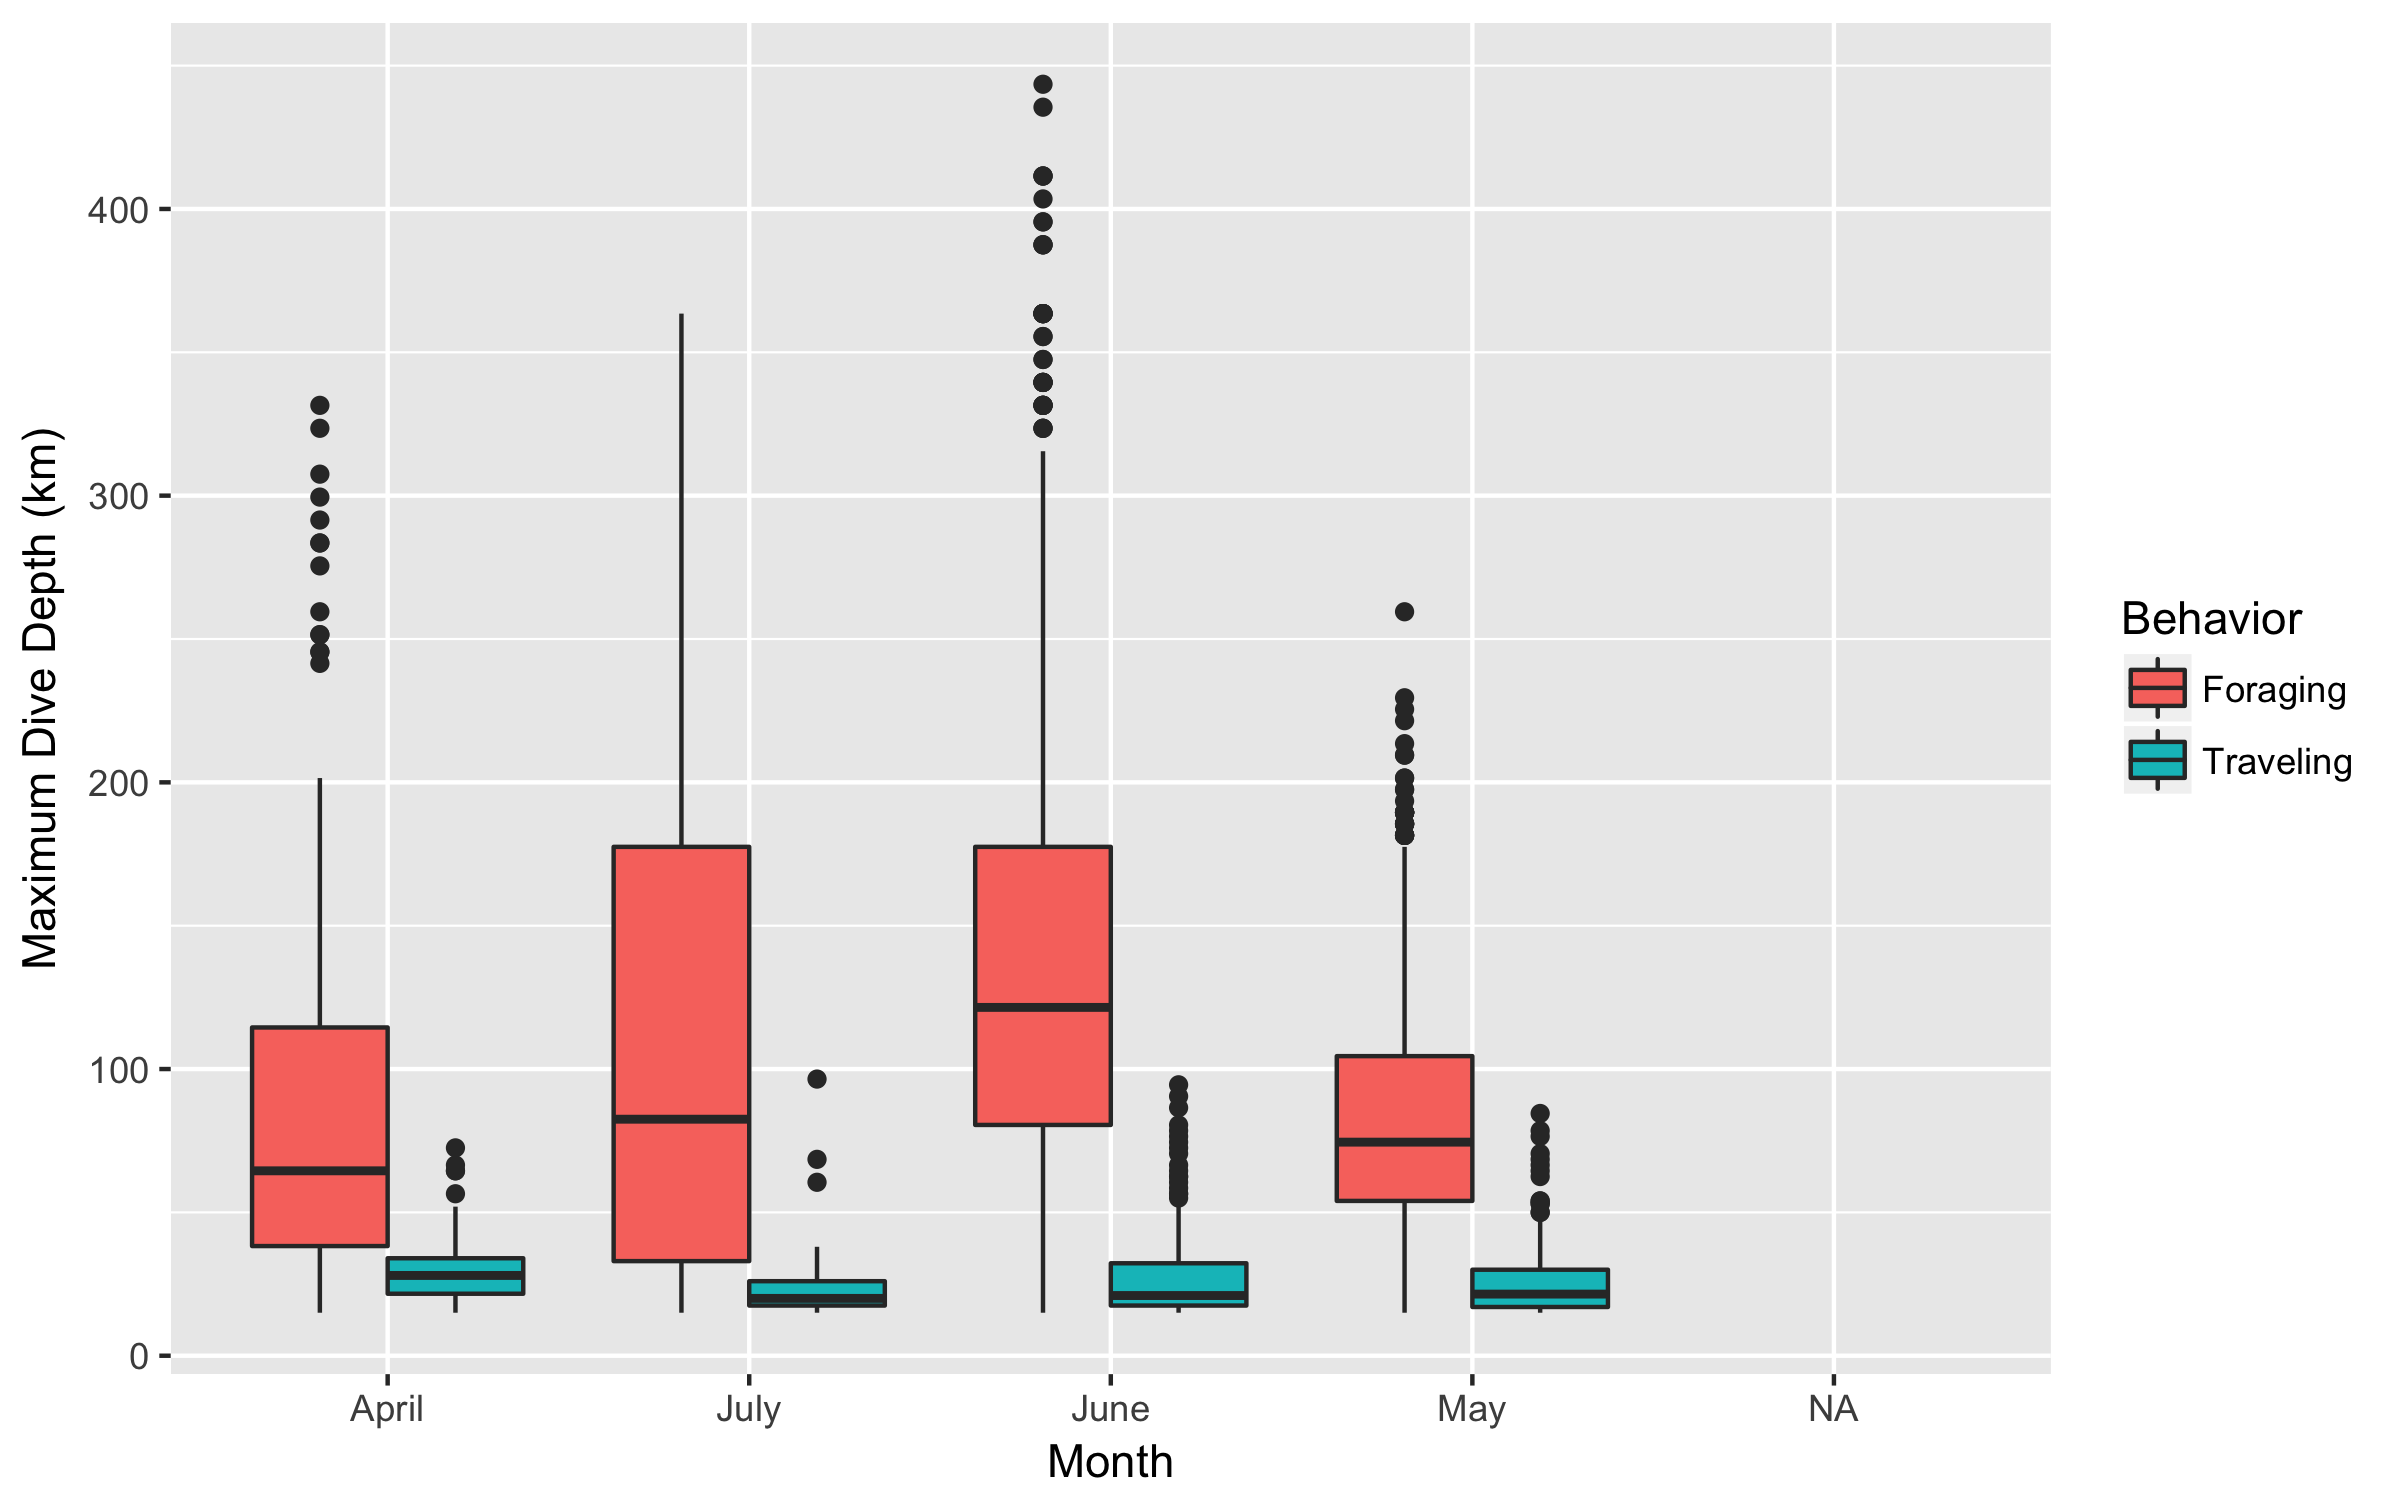 Maximum Dive Depth (km)
400
300
200
100
0
April July June May NA
Month
Behavior
Foraging
Traveling